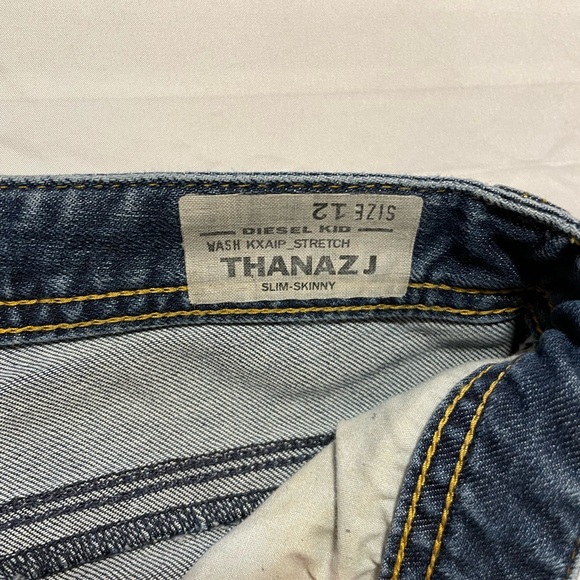 SIZE 12
DIESEL KID
WASH KXAIP_STRETCH
THANAZ J
SLIM-SKINNY